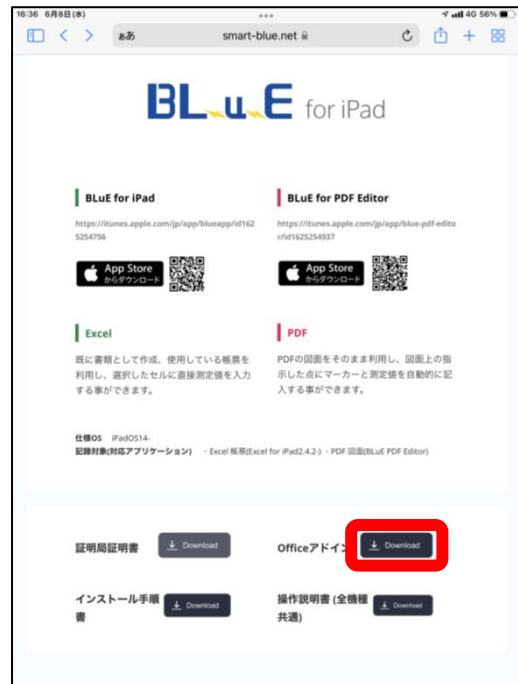 16:36 6月8日(木)
4G 56%
ぁあ smart-blue.net
BLuE for iPad
BLuE for iPad
https://itunes.apple.com/jp/app/blueapp/id162
5254756
App Store
からダウンロード
BLuE for PDF Editor
https://itunes.apple.com/jp/app/blue-pdf-edito
r/id1625254937
App Store
からダウンロード
Excel
既に書類として作成、使用している帳票を
利用し、選択したセルに直接測定値を入力
する事ができます。
PDF
PDFの図面をそのまま利用し、図面上の指
示した点にマーカーと測定値を自動的に記
入する事ができます。
仕様OS iPadOS14-
記録対象(対応アプリケーション) ・Excel 帳票(Excel for iPad2.4.2-)・PDF 図面(BLuE PDF Editor)
証明局証明書 Download
Officeアドイン Download
インストール手順
書 Download
操作説明書 (全機種
共通) Download